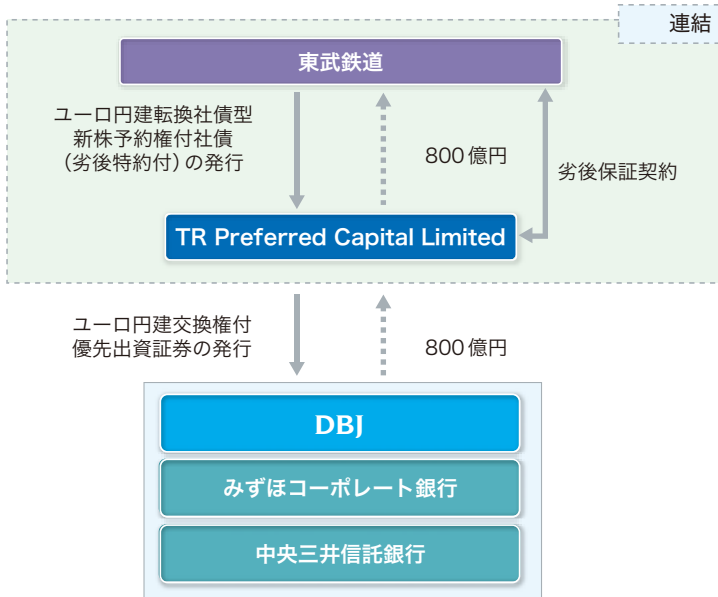 連結
東武鉄道
ユーロ円建転換社債型
新株予約権付社債
（劣後特約付）の発行
800億円
劣後保証契約
TR Preferred Capital Limited
ユーロ円建交換権付
優先出資証券の発行
800億円
DBJ
みずほコーポレート銀行
中央三井信託銀行